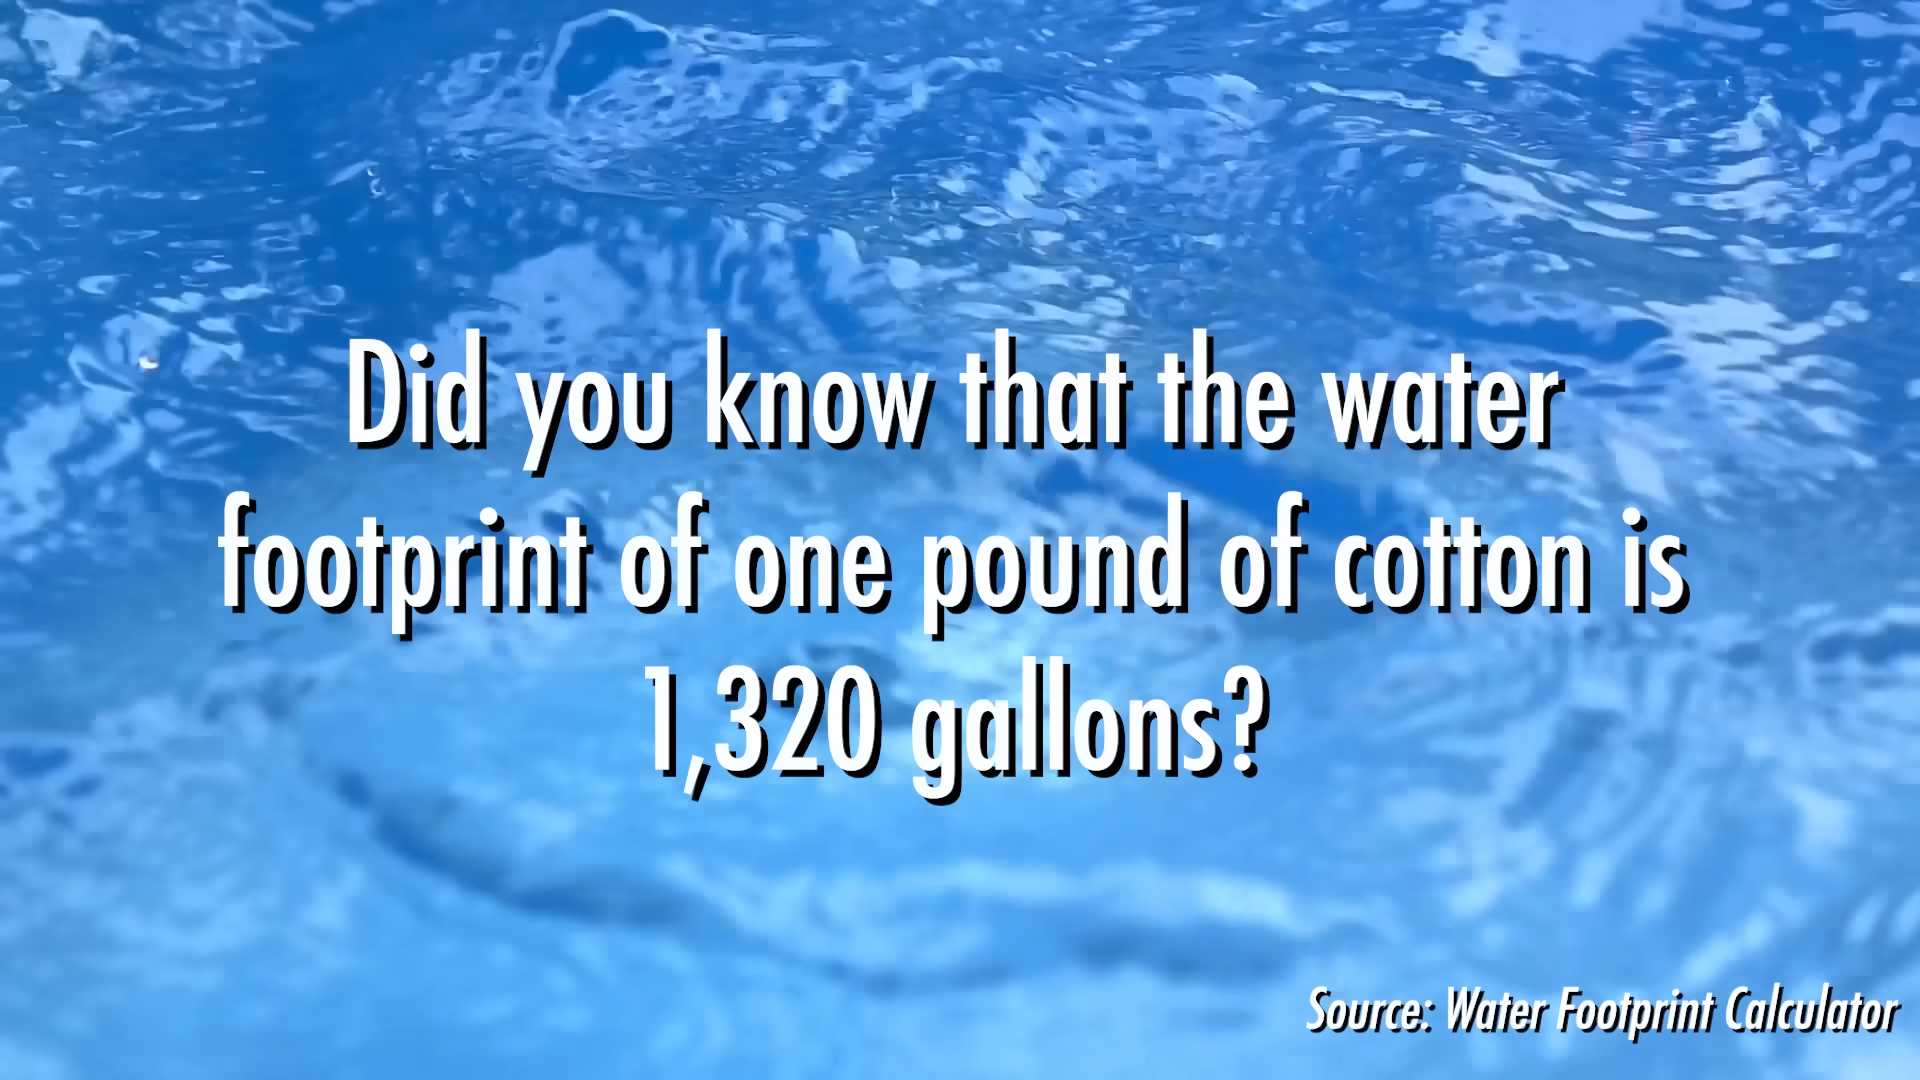 Did you know that the water
footprint of one pound of cotton is
1,320 gallons?
Source: Water Footprint Calculator